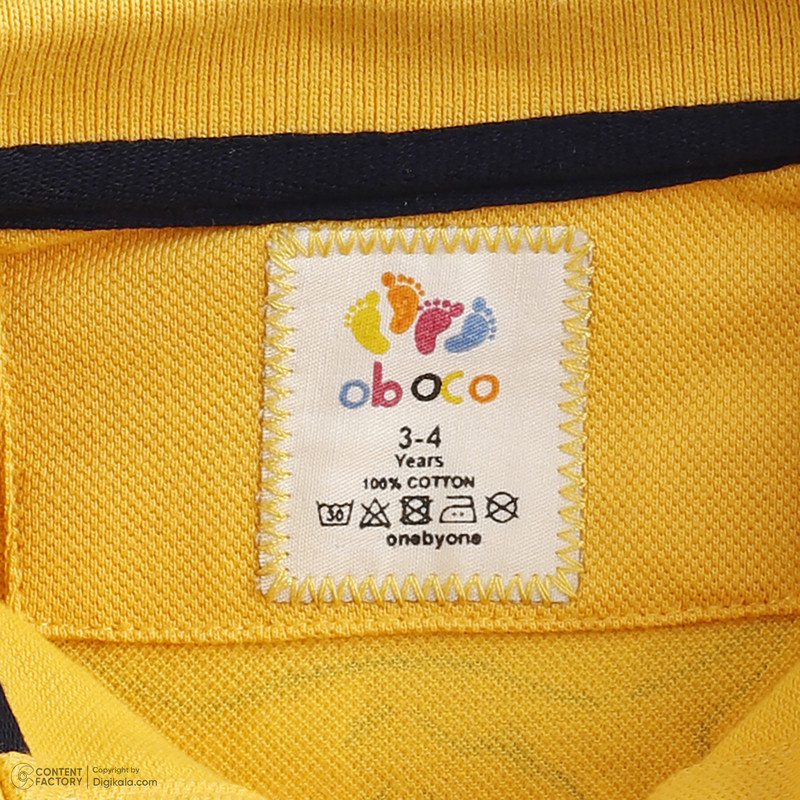 oboco
3-4
Years
100% COTTON
30
onebyone
CONTENT FACTORY
Copyright by
Digikala.com